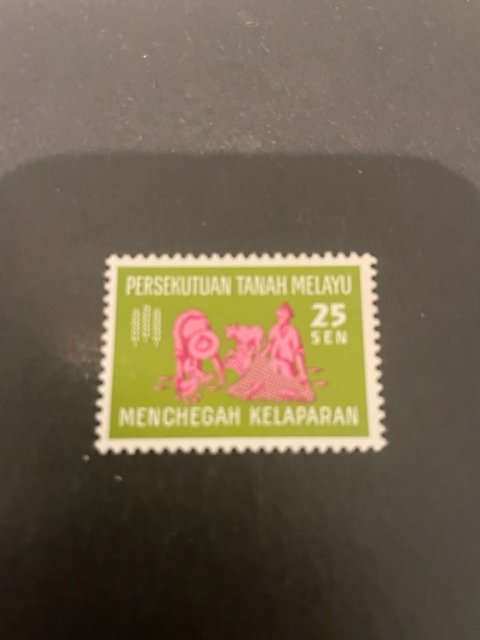 PERSEKUTUAN TANAH MELAYU
25
SEN
MENCHEGAH KELAPARAN